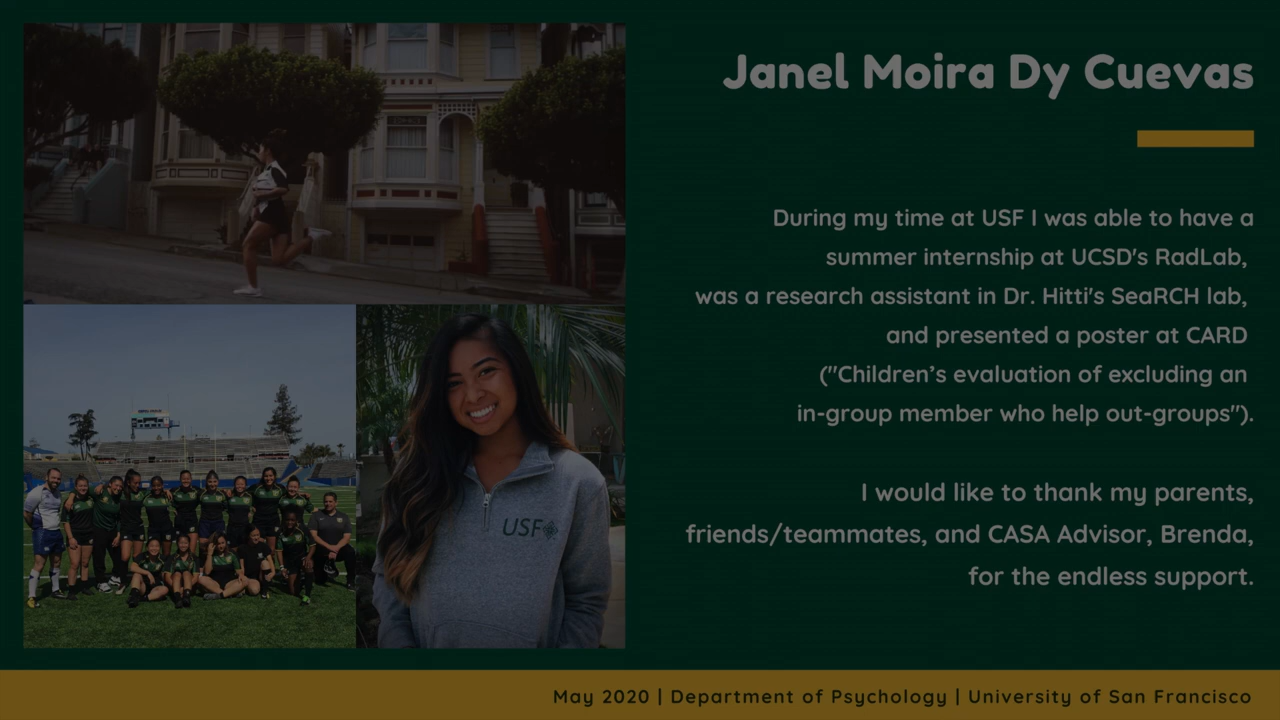 Janel Moira Dy Cuevas
During my time at USF I was able to have a
summer internship at UCSD's RadLab,
was a research assistant in Dr. Hitti's SeaRCH lab,
and presented a poster at CARD
("Children’s evaluation of excluding an
in-group member who help out-groups").
I would like to thank my parents,
friends/teammates, and CASA Advisor, Brenda,
for the endless support.
USF
May 2020 | Department of Psychology | University of San Francisco